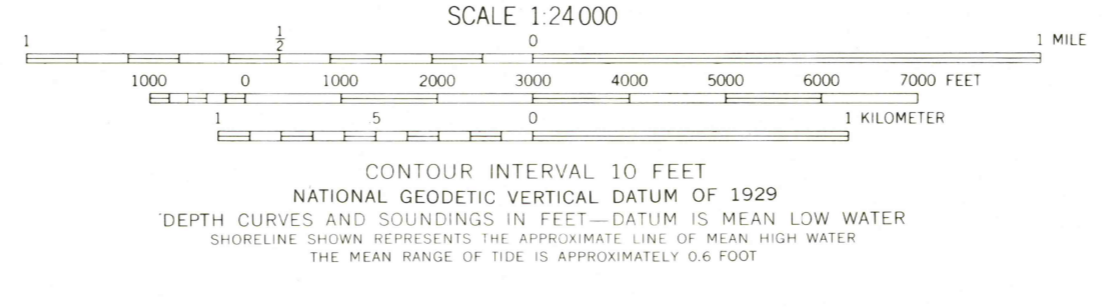 SCALE 1:24 000
1 1/2 0 1 MILE
1000 0 1000 2000 3000 4000 5000 6000 7000 FEET
1 .5 0 1 KILOMETER
CONTOUR INTERVAL 10 FEET
NATIONAL GEODETIC VERTICAL DATUM OF 1929
DEPTH CURVES AND SOUNDINGS IN FEET—DATUM IS MEAN LOW WATER
SHORELINE SHOWN REPRESENTS THE APPROXIMATE LINE OF MEAN HIGH WATER
THE MEAN RANGE OF TIDE IS APPROXIMATELY 0.6 FOOT